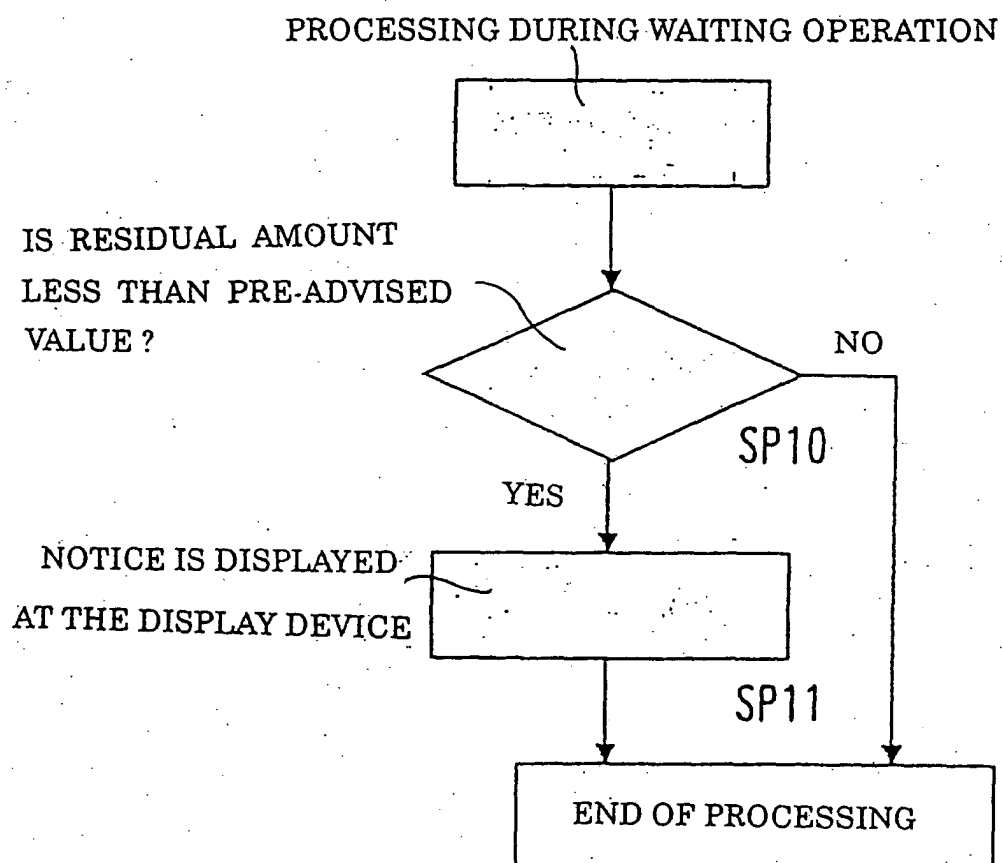 PROCESSING DURING WAITING OPERATION
IS RESIDUAL AMOUNT
LESS THAN PRE-ADVISED
VALUE ?
NO
SP10
YES
NOTICE IS DISPLAYED
AT THE DISPLAY DEVICE
SP11
END OF PROCESSING